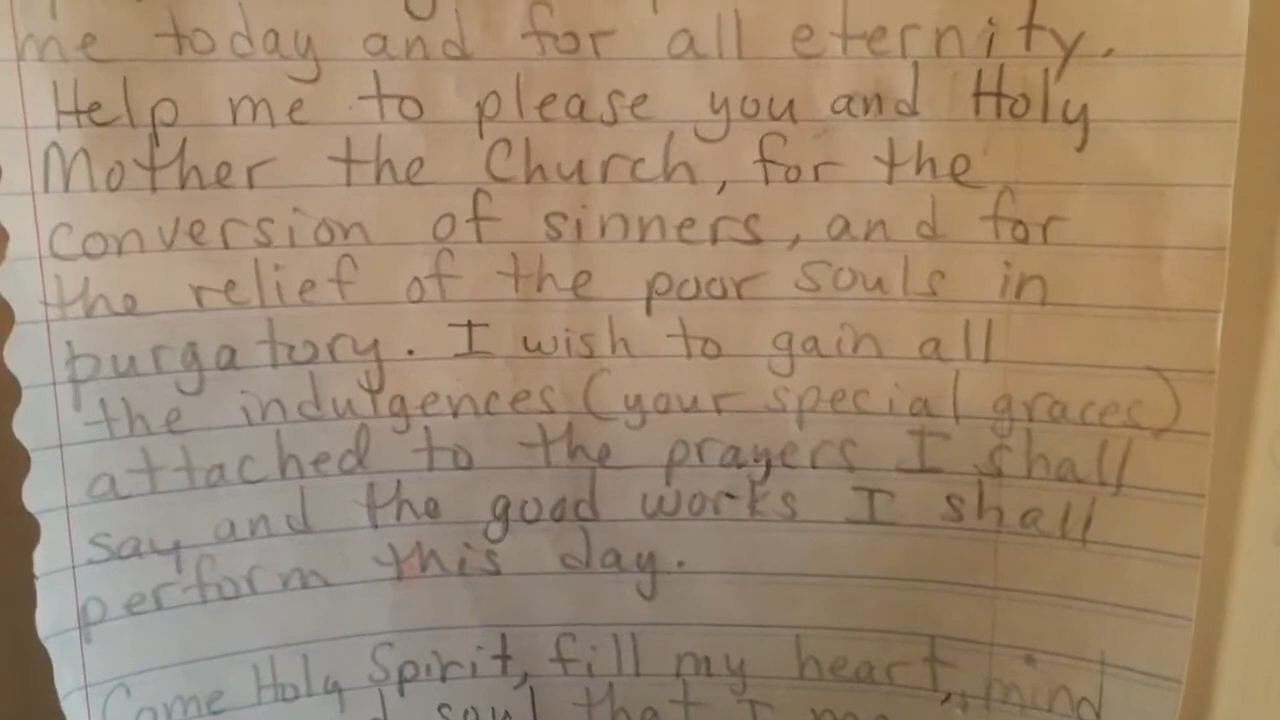 me today and for all eternity.
Help me to please you and Holy
Mother the Church, for the
conversion of sinners, and for
the relief of the poor souls in
purgatory. I wish to gain all
the indulgences (your special graces)
attached to the prayers I shall
say and the good works I shall
perform this day.
Come Holy Spirit, fill my heart, mind
soul that I